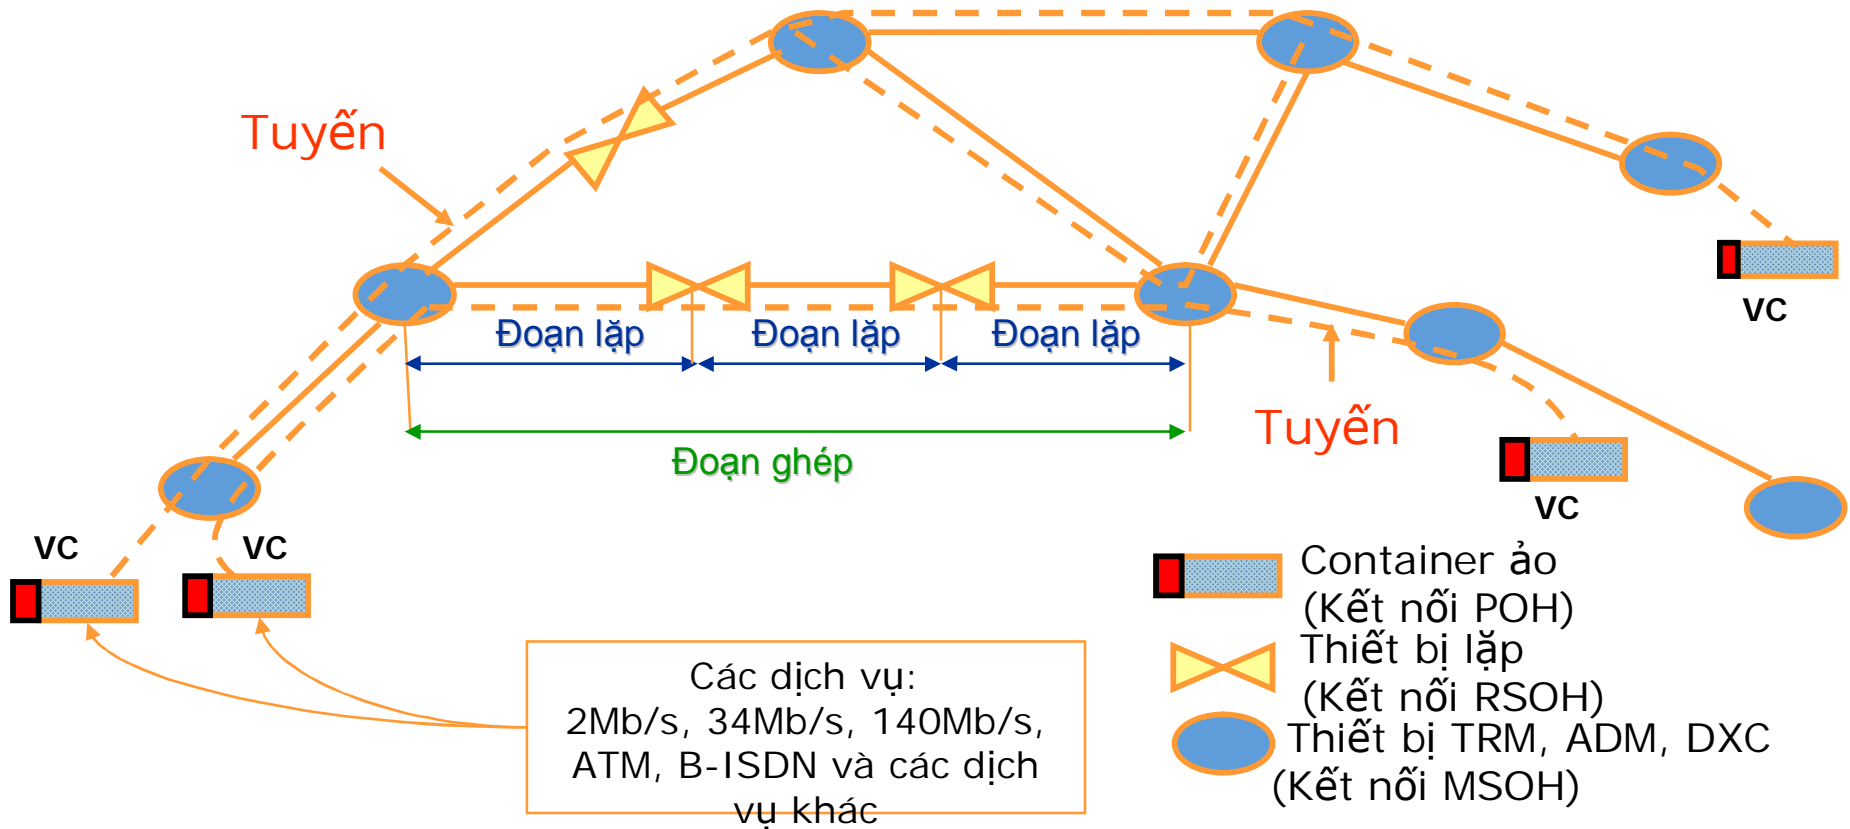 Tuyến
VC
Đoạn lặp
Đoạn lặp
Đoạn lặp
Tuyến
Đoạn ghép
VC
VC
VC
Container ảo
(Kết nối POH)
Thiết bị lặp
(Kết nối RSOH)
Thiết bị TRM, ADM, DXC
(Kết nối MSOH)
Các dịch vụ:
2Mb/s, 34Mb/s, 140Mb/s,
ATM, B-ISDN và các dịch
vụ khác